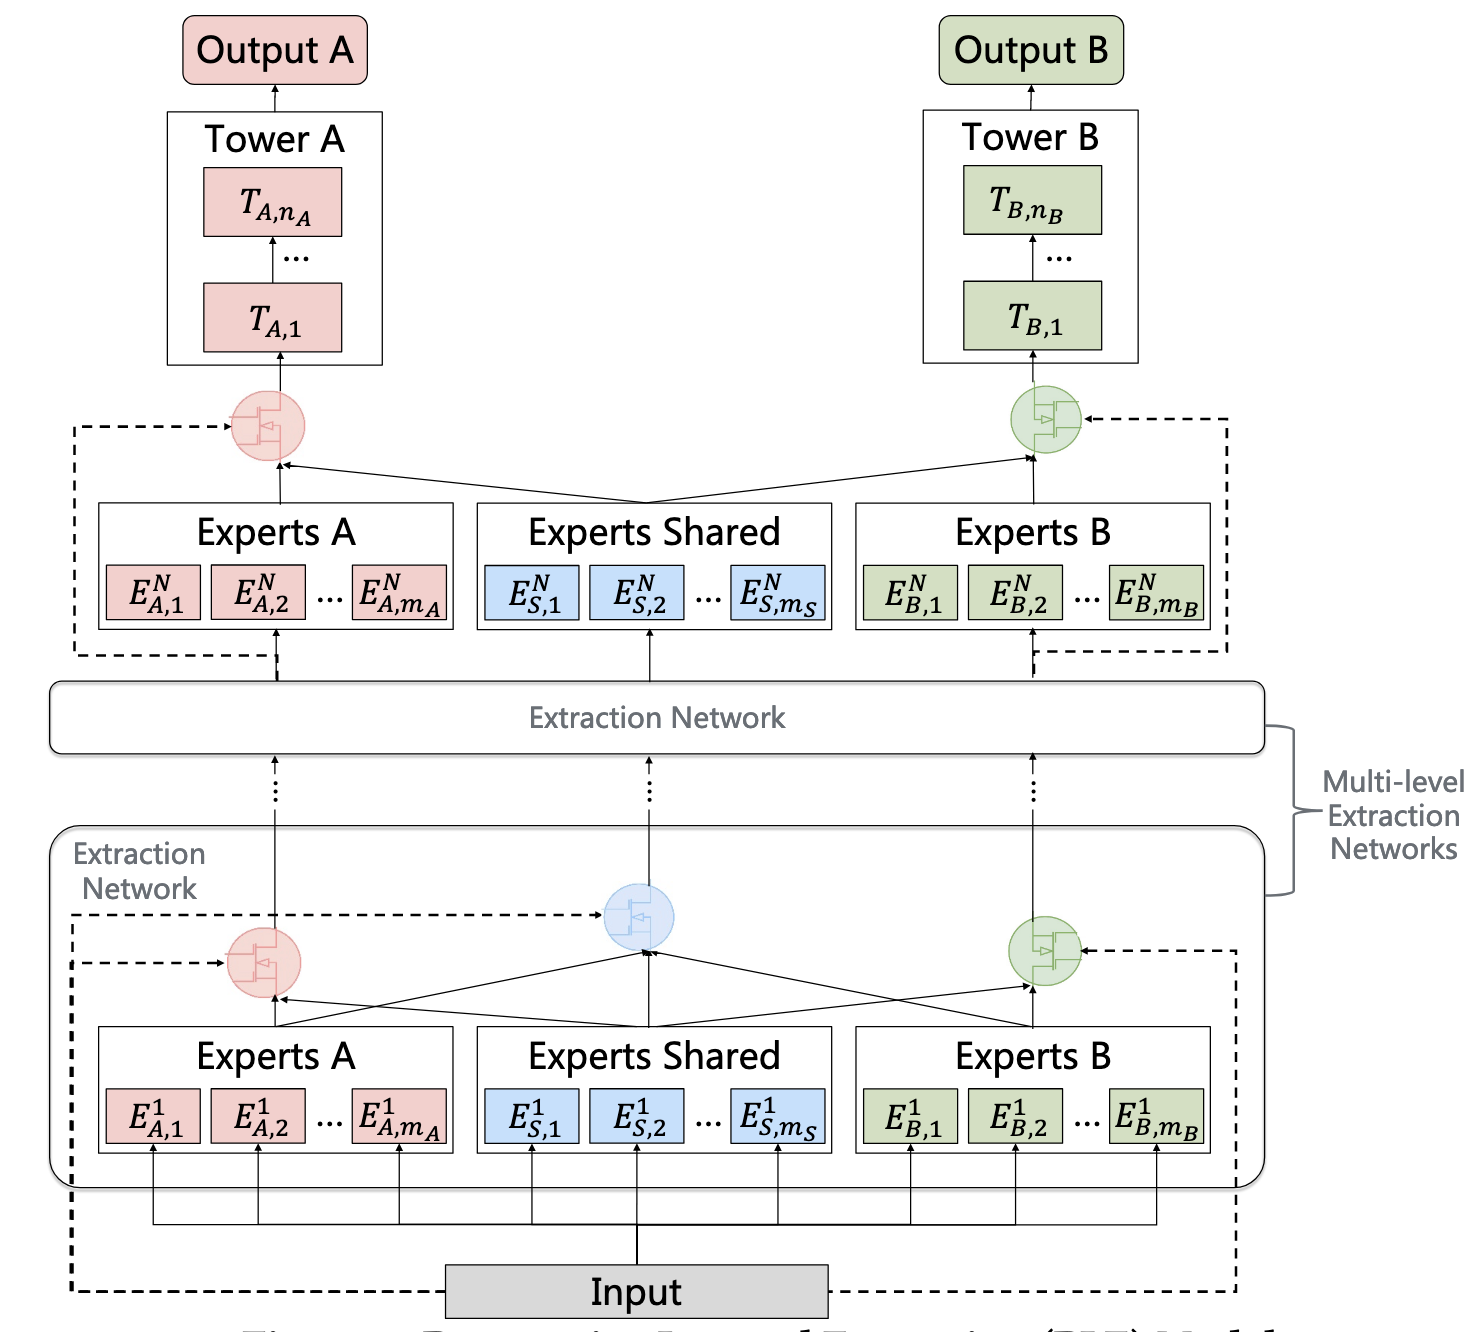 Output A
Output B
Tower A
Tower B
T_{A,n_A}
T_{B,n_B}
...
...
T_{A,1}
T_{B,1}
Experts A
Experts Shared
Experts B
E^N_{A,1} E^N_{A,2} ... E^N_{A,m_A}
E^N_{S,1} E^N_{S,2} ... E^N_{S,m_S}
E^N_{B,1} E^N_{B,2} ... E^N_{B,m_B}
Extraction Network
Multi-level
Extraction
Networks
Extraction
Network
Experts A
Experts Shared
Experts B
E^1_{A,1} E^1_{A,2} ... E^1_{A,m_A}
E^1_{S,1} E^1_{S,2} ... E^1_{S,m_S}
E^1_{B,1} E^1_{B,2} ... E^1_{B,m_B}
Input